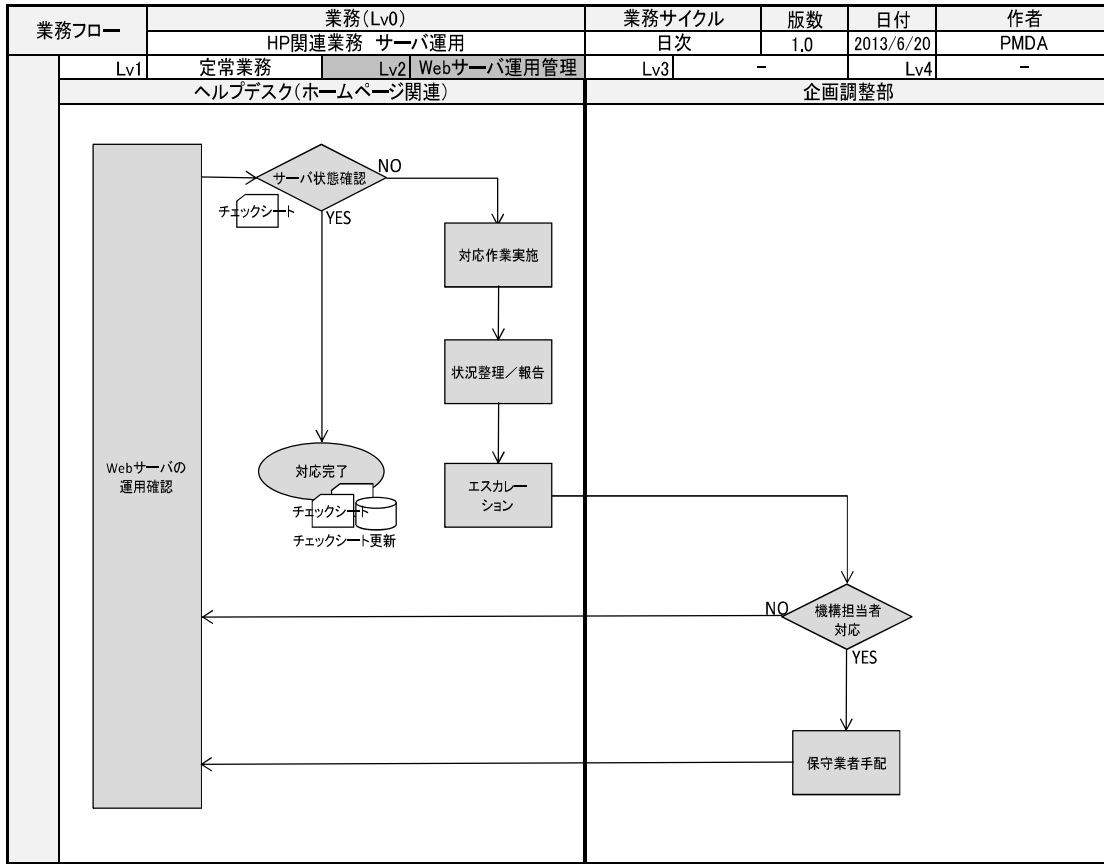 業務フロー
業務(Lv0)
業務サイクル
版数
日付
作者
HP関連業務 サーバ運用
日次
1.0
2013/6/20
PMDA
Lv1
定常業務
Lv2
Webサーバ運用管理
Lv3
-
Lv4
-
ヘルプデスク(ホームページ関連)
企画調整部
サーバ状態確認
NO
チェックシート
YES
対応作業実施
状況整理/報告
Webサーバの
運用確認
対応完了
エスカレー
ション
チェックシート
チェックシート更新
NO
機構担当者
対応
YES
保守業者手配